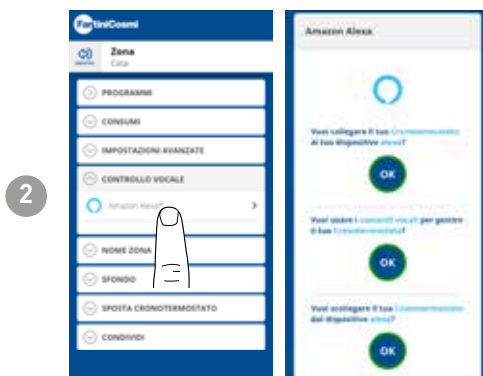 2
FantiniCosmi
INDIETRO
Zona
Casa
PROGRAMMI
CONSUMI
IMPOSTAZIONI AVANZATE
CONTROLLO VOCALE
Amazon Alexa
NOME ZONA
SFONDO
SPOSTA CRONOTERMOSTATO
CONDIVIDI
Amazon Alexa
Vuoi collegare il tuo Cronotermostato
al tuo dispositivo alexa?
OK
Vuoi usare i comandi vocali per gestire
il tuo Cronotermostato?
OK
Vuoi scollegare il tuo Cronotermostato
dal dispositivo alexa?
OK